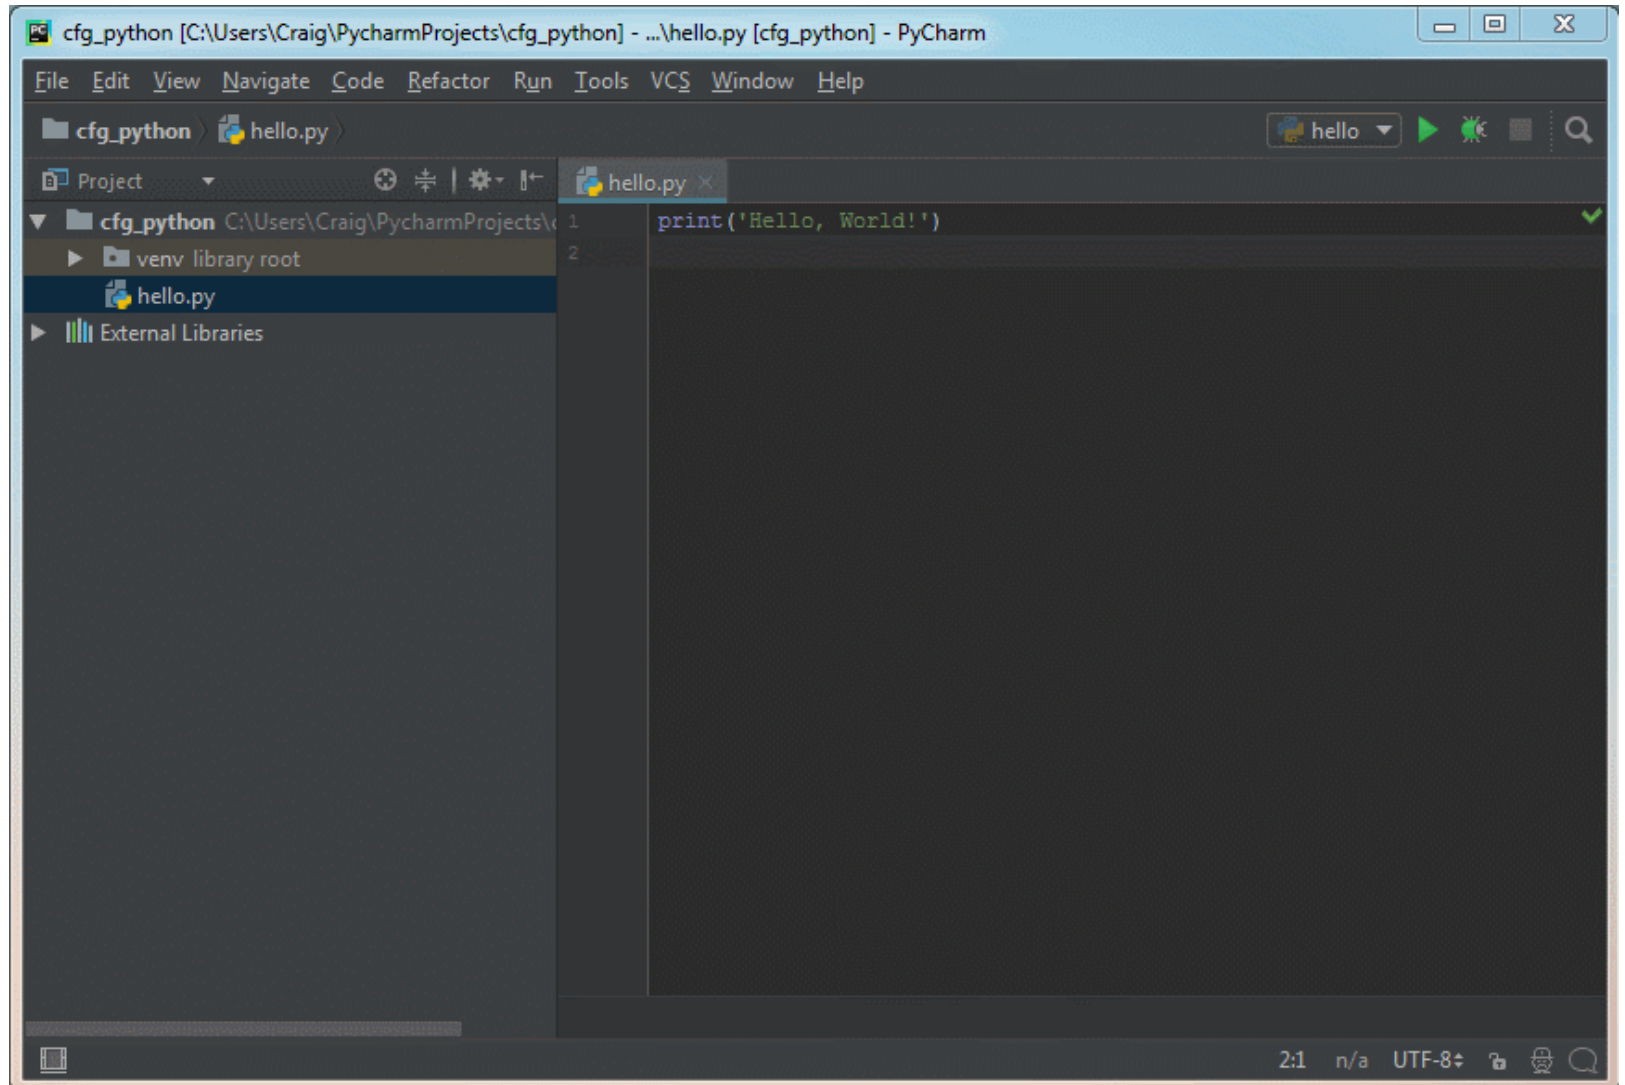 cfg_python [C:\Users\Craig\PycharmProjects\cfg_python] - ...\hello.py [cfg_python] - PyCharm
File Edit View Navigate Code Refactor Run Tools VCS Window Help
cfg_python hello.py hello
Project hello.py
cfg_python C:\Users\Craig\PycharmProjects\c
venv library root
hello.py
External Libraries
1 print('Hello, World!')
2
2:1 n/a UTF-8